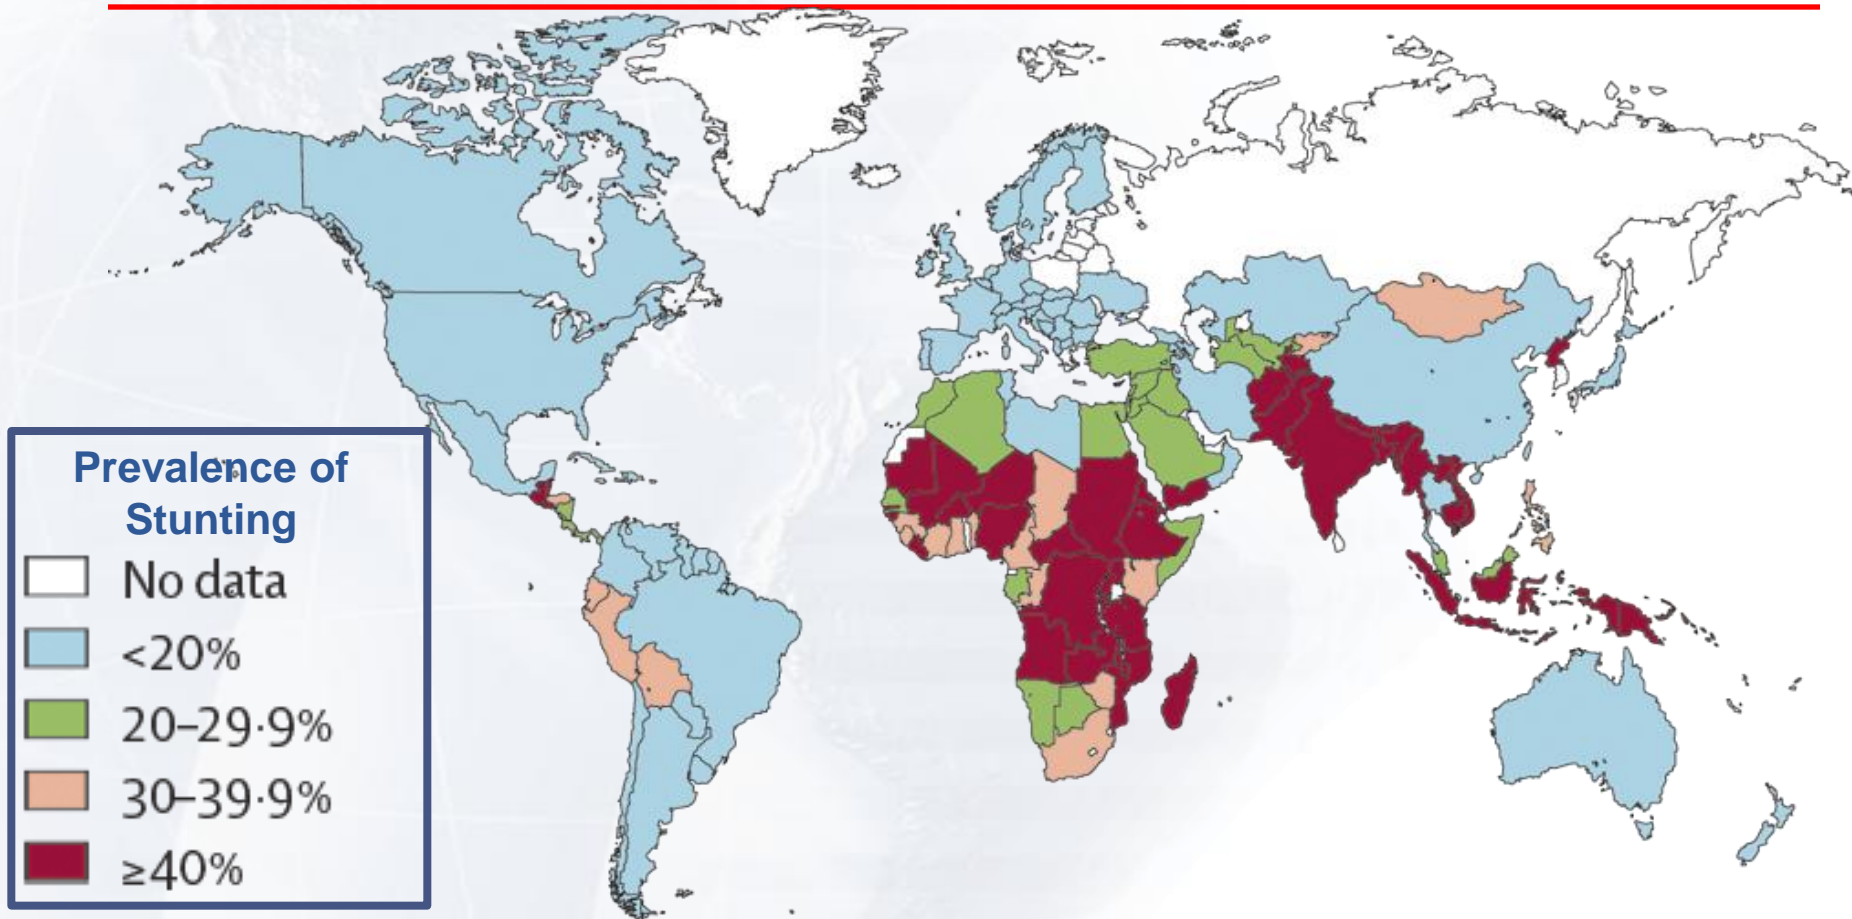 Prevalence of
Stunting
No data
<20%
20–29·9%
30–39·9%
≥40%